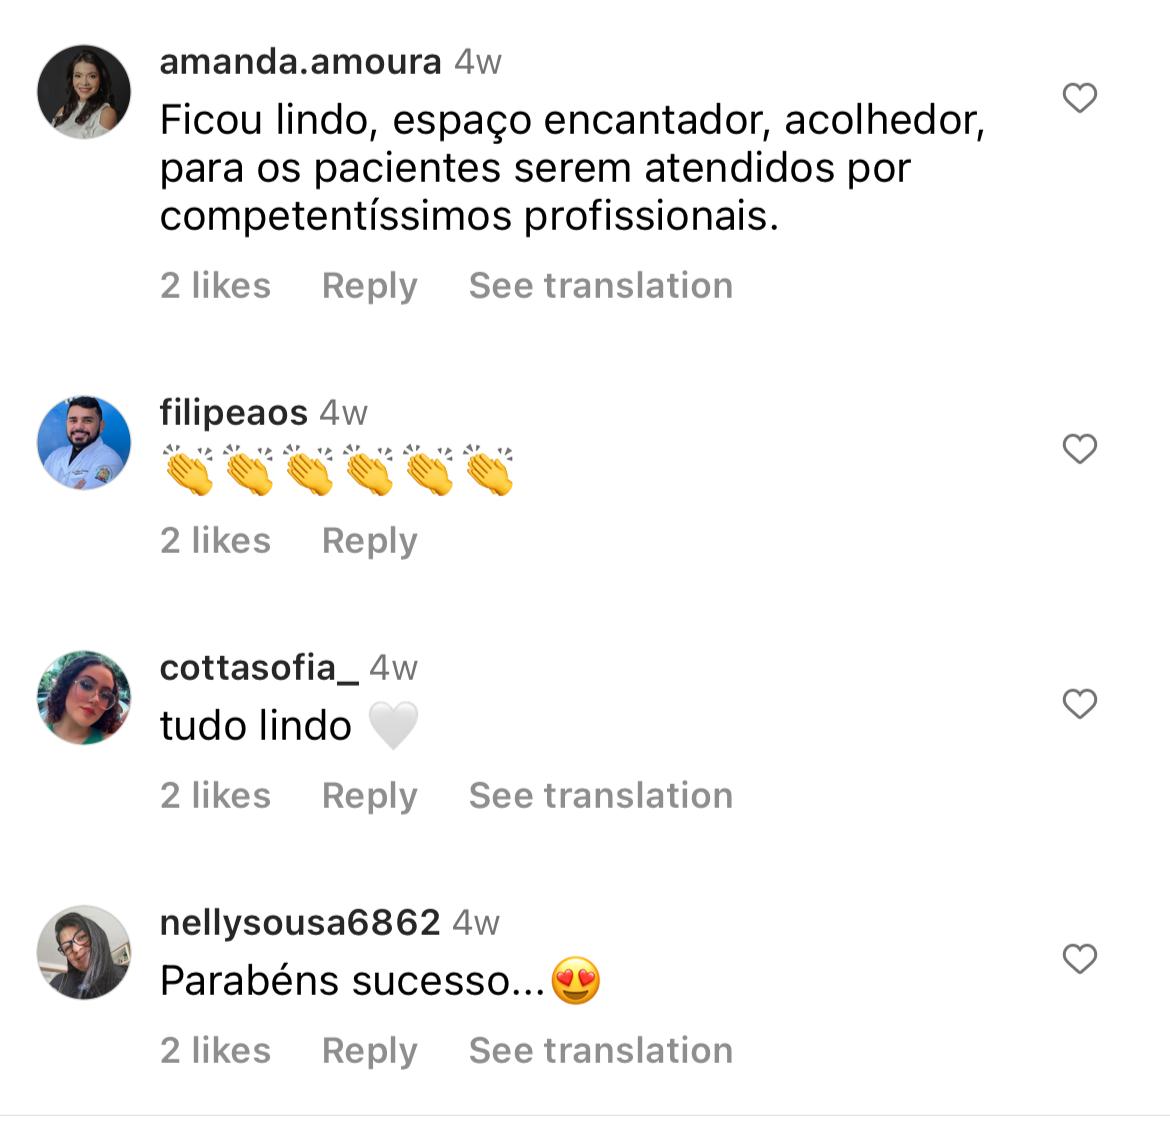 amanda.amoura 4w
Ficou lindo, espaço encantador, acolhedor,
para os pacientes serem atendidos por
competentíssimos profissionais.
2 likes Reply See translation
filipeaos 4w
👏👏👏👏👏👏
2 likes Reply
cottasofia_ 4w
tudo lindo 🤍
2 likes Reply See translation
nellysousa6862 4w
Parabéns sucesso...😍
2 likes Reply See translation